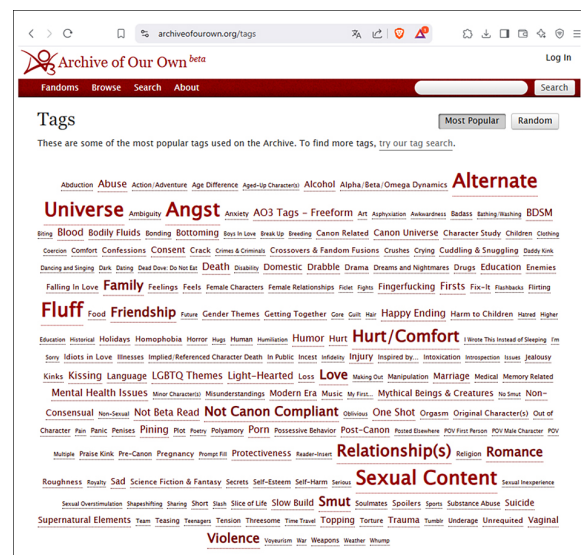 archiveofourown.org/tags
Archive of Our Own beta
Log In
Fandoms Browse Search About Search
Tags
Most Popular Random
These are some of the most popular tags used on the Archive. To find more tags, try our tag search.
Abduction Abuse Action/Adventure Age Difference Aged-Up Character(s) Alcohol Alpha/Beta/Omega Dynamics Alternate
Universe Ambiguity Angst Anxiety AO3 Tags - Freeform Art Asphyxiation Awkwardness Badass Bathing/Washing BDSM
Biting Blood Bodily Fluids Bonding Bottoming Boys In Love Break Up Breeding Canon Related Canon Universe Character Study Children Clothing
Coercion Comfort Confessions Consent Crack Crimes & Criminals Crossovers & Fandom Fusions Crushes Crying Cuddling & Snuggling Daddy Kink
Dancing and Singing Dark Dating Dead Dove: Do Not Eat Death Disability Domestic Drabble Drama Dreams and Nightmares Drugs Education Enemies
Falling In Love Family Feelings Feels Female Characters Female Relationships Ficlet Fights Fingerfucking Firsts Fix-It Flashbacks Flirting
Fluff Food Friendship Future Gender Themes Getting Together Gore Guilt Hair Happy Ending Harm to Children Hatred Higher
Education Historical Holidays Homophobia Horror Hugs Human Humiliation Humor Hurt Hurt/Comfort I Wrote This Instead of Sleeping I'm
Sorry Idiots in Love Illnesses Implied/Referenced Character Death In Public Incest Infidelity Injury Inspired by... Intoxication Introspection Issues Jealousy
Kinks Kissing Language LGBTQ Themes Light-Hearted Loss Love Making Out Manipulation Marriage Medical Memory Related
Mental Health Issues Minor Character(s) Misunderstandings Modern Era Music My First... Mythical Beings & Creatures No Smut Non-
Consensual Non-Sexual Not Beta Read Not Canon Compliant Oblivious One Shot Orgasm Original Character(s) Out of
Character Pain Panic Penises Pining Plot Poetry Polyamory Porn Possessive Behavior Post-Canon Posted Elsewhere POV First Person POV Male Character POV
Multiple Praise Kink Pre-Canon Pregnancy Prompt Fill Protectiveness Reader-Insert Relationship(s) Religion Romance
Roughness Royalty Sad Science Fiction & Fantasy Secrets Self-Esteem Self-Harm Serious Sexual Content Sexual Inexperience
Sexual Overstimulation Shapeshifting Sharing Short Slash Slice of Life Slow Build Smut Soulmates Spoilers Sports Substance Abuse Suicide
Supernatural Elements Team Teasing Teenagers Tension Threesome Time Travel Topping Torture Trauma Tumblr Underage Unrequited Vaginal
Violence Voyeurism War Weapons Weather Whump